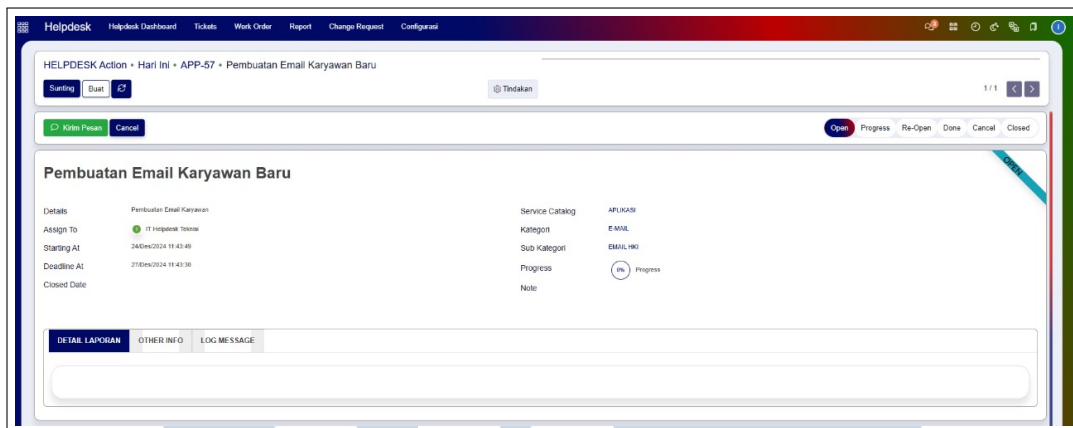 Helpdesk Helpdesk Dashboard Tickets Work Order Report Change Request Configurasi
HELPDESK Action • Hari Ini • APP-57 • Pembuatan Email Karyawan Baru
Sunting Buat Tindakan 1 / 1
Kirim Pesan Cancel Open Progress Re-Open Done Cancel Closed
OPEN
Pembuatan Email Karyawan Baru
Details Pembuatan Email Karyawan Service Catalog APLIKASI
Assign To IT Helpdesk Teknisi Kategori E-MAIL
Starting At 24/Des/2024 11:43:49 Sub Kategori EMAIL HKI
Deadline At 27/Des/2024 11:43:30 Progress 0% Progress
Closed Date Note
DETAIL LAPORAN OTHER INFO LOG MESSAGE